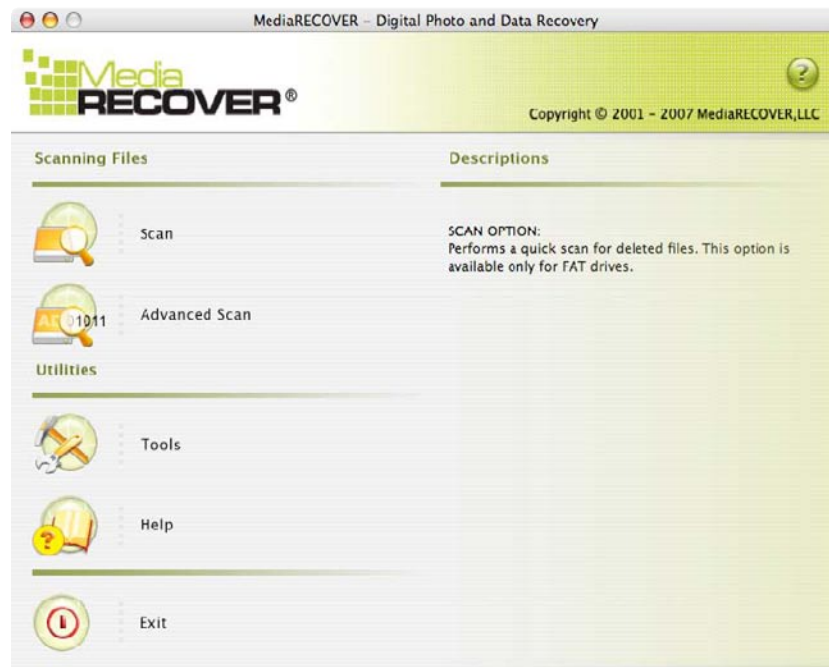 MediaRECOVER – Digital Photo and Data Recovery
Media
RECOVER®
?
Copyright © 2001 – 2007 MediaRECOVER,LLC
Scanning Files
Descriptions
Scan
SCAN OPTION:
Performs a quick scan for deleted files. This option is
available only for FAT drives.
Advanced Scan
Utilities
Tools
?
Help
Exit